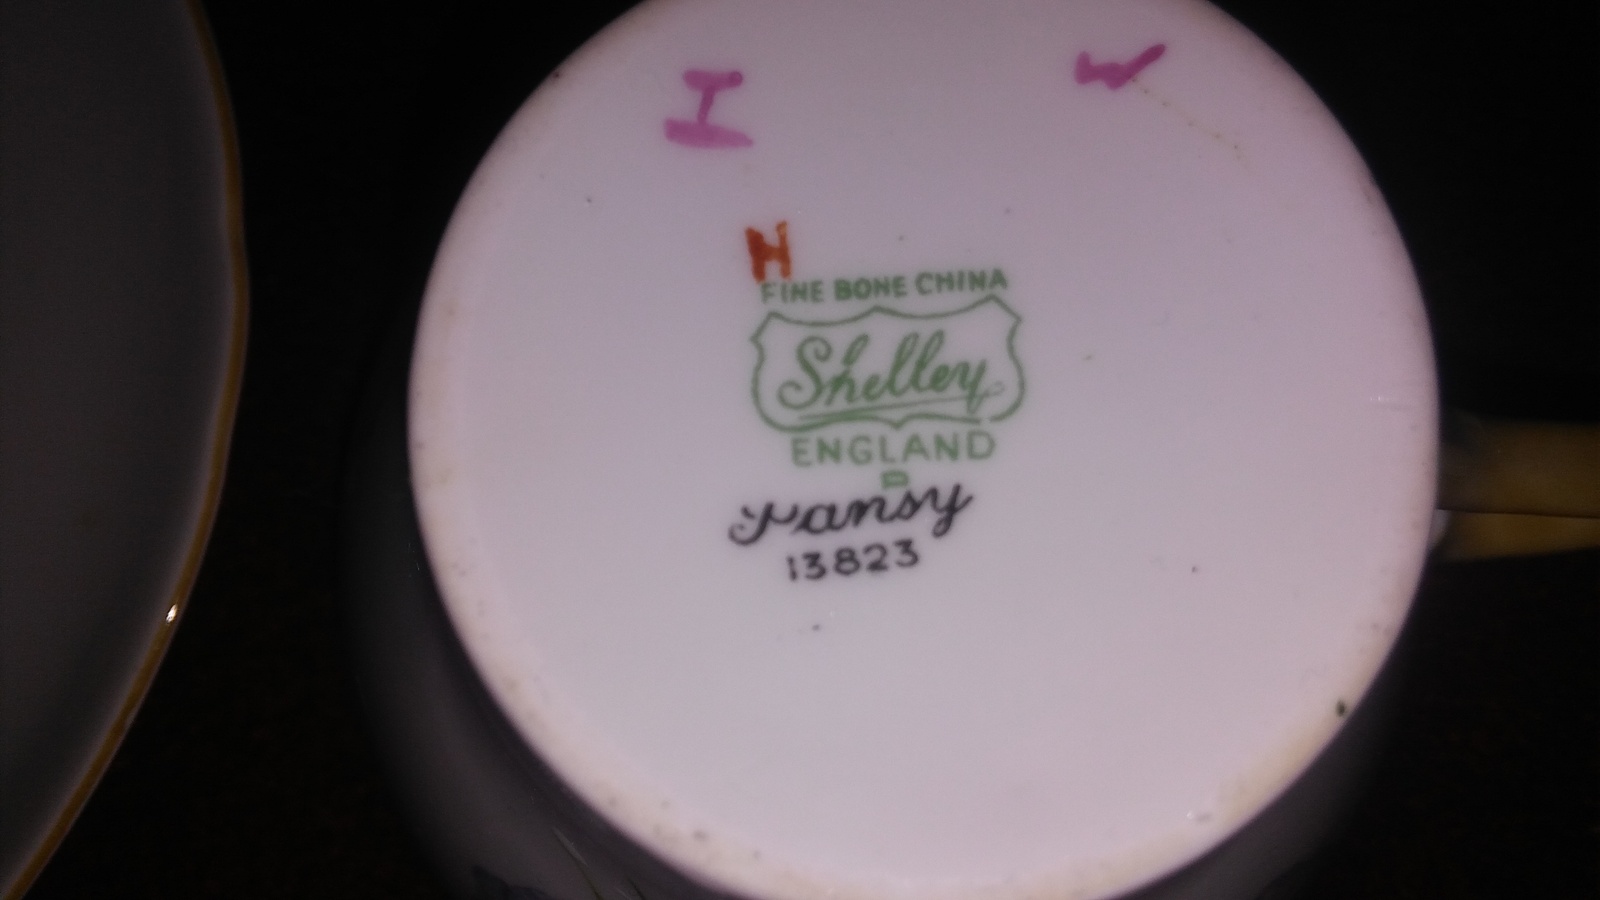 I W
H
FINE BONE CHINA
Shelley
ENGLAND
D
Pansy
13823